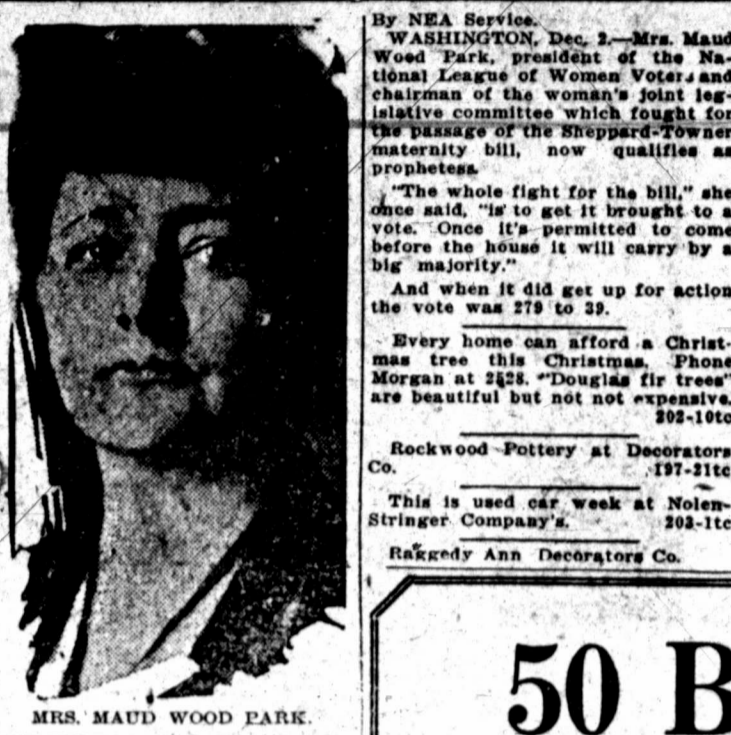 By NEA Service.
WASHINGTON, Dec. 2.—Mrs. Maud
Wood Park, president of the Na-
tional League of Women Voters and
chairman of the woman's joint leg-
islative committee which fought for
the passage of the Sheppard-Towner
maternity bill, now qualifies as
prophetess.
"The whole fight for the bill," she
once said, "is to get it brought to a
vote. Once it's permitted to come
before the house it will carry by a
big majority."
And when it did get up for action
the vote was 279 to 39.
Every home can afford a Christ-
mas tree this Christmas. Phone
Morgan at 2528. "Douglas fir trees"
are beautiful but not not expensive.
202-10tc
Rockwood Pottery at Decorators
Co. 197-21tc
This is used car week at Nolen-
Stringer Company's. 203-1tc
Raggedy Ann Decorators Co.
50 B
MRS. MAUD WOOD PARK.